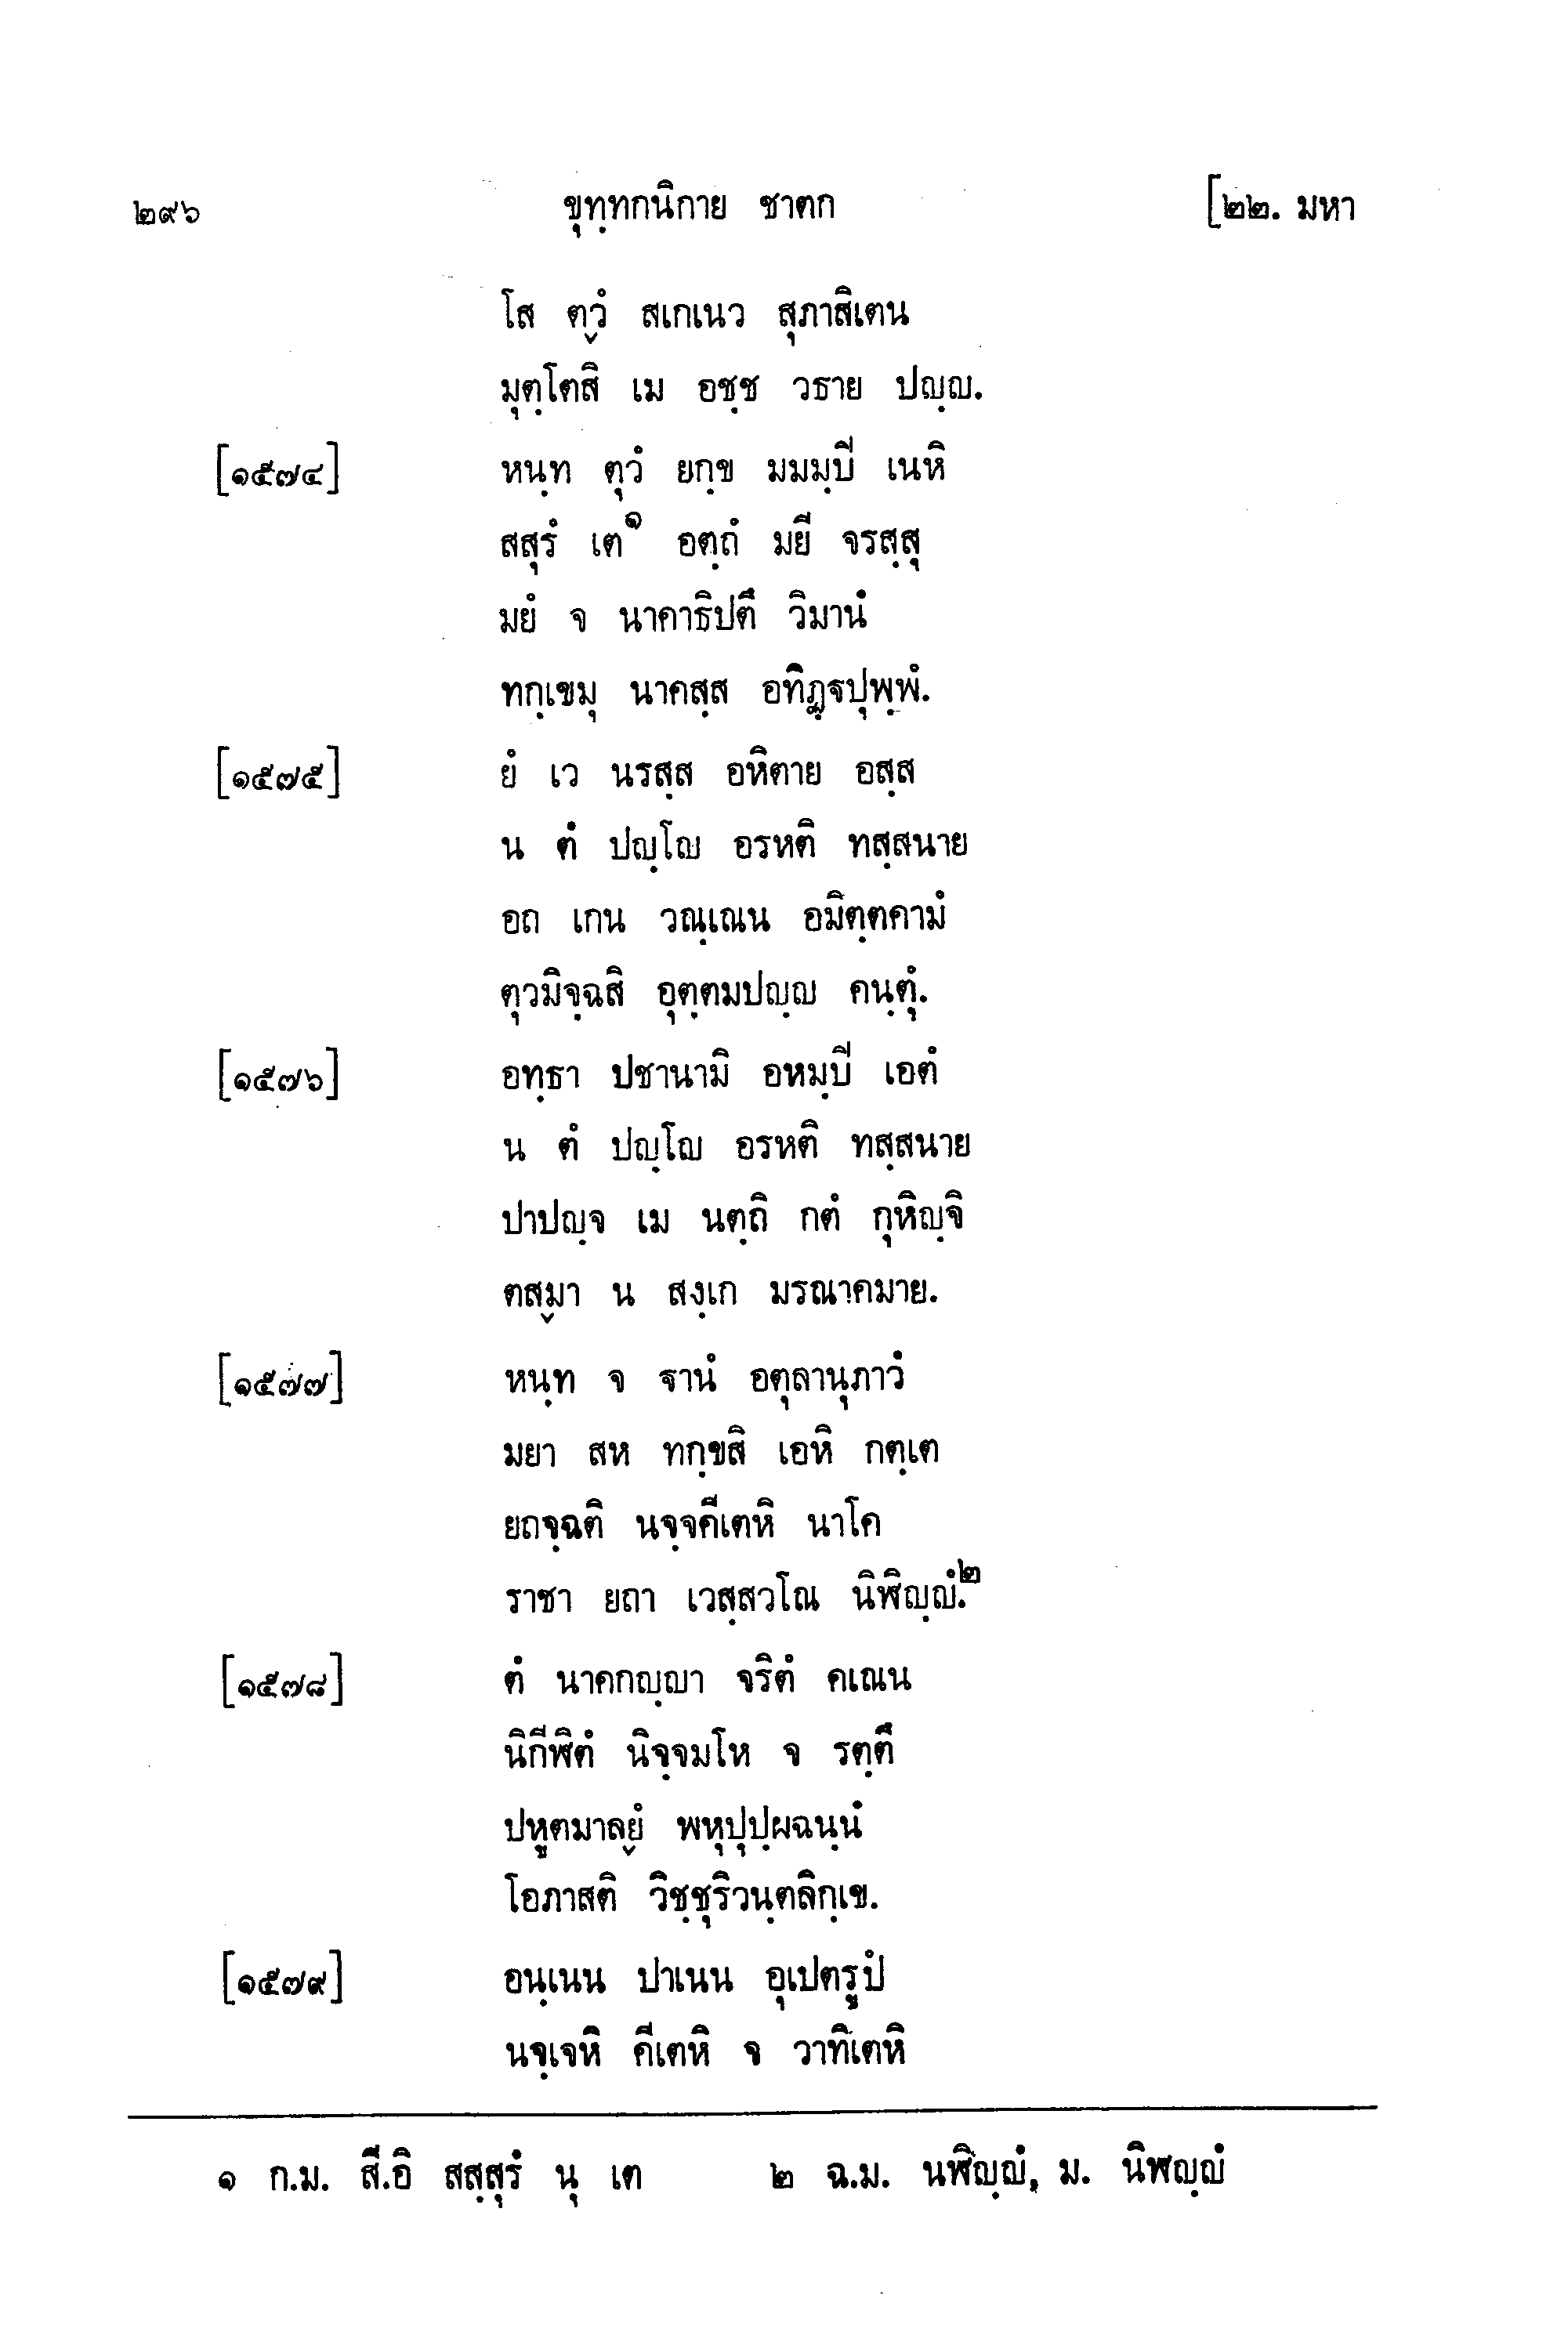 ๒๙๖ ขุทฺทกนิกาย ชาตก [๒๒. มหา
โส ตฺวํ สเกเนว สุภาสิเตน
มุตฺโตสิ เม อชฺช วธาย ปญฺญ.
[๑๕๗๔] หนฺท ตุวํ ยกฺข มมมฺปี เนหิ
สสุรํ เต๑ อตฺถํ มยี จรสฺสุ
มยํ จ นาคาธิปตึ วิมานํ
ทกฺเขมุ นาคสฺส อทิฏฺฐปุพฺพํ.
[๑๕๗๕] ยํ เว นรสฺส อหิตาย อสฺส
น ตํ ปญฺโญ อรหติ ทสฺสนาย
อถ เกน วณฺเณน อมิตฺตคามํ
ตุวมิจฺฉสิ อุตฺตมปญฺญ คนฺตุํ.
[๑๕๗๖] อทฺธา ปชานามิ อหมฺปี เอตํ
น ตํ ปญฺโญ อรหติ ทสฺสนาย
ปาปญฺจ เม นตฺถิ กตํ กุหิญฺจิ
ตสฺมา น สงฺเก มรณาคมาย.
[๑๕๗๗] หนฺท จ ฐานํ อตุลานุภาวํ
มยา สห ทกฺขสิ เอหิ กตฺเต
ยถจฺฉติ นจฺจคีเตหิ นาโค
ราชา ยถา เวสฺสวโณ นิฬิญฺญํ.๒
[๑๕๗๘] ตํ นาคกญฺญา จริตํ คเณน
นิกีฬิตํ นิจฺจมโห จ รตฺตึ
ปหูตมาลฺยํ พหุปุปฺผฉนฺนํ
โอภาสติ วิชฺชุริวนฺตลิกฺเข.
[๑๕๗๙] อนฺเนน ปาเนน อุเปตรูปํ
นจฺเจหิ คีเตหิ จ วาทิเตหิ
๑ ก.ม. สี.อิ สสฺสุรํ นุ เต ๒ ฉ.ม. นฬิญฺญํ, ม. นิฬญฺญํ